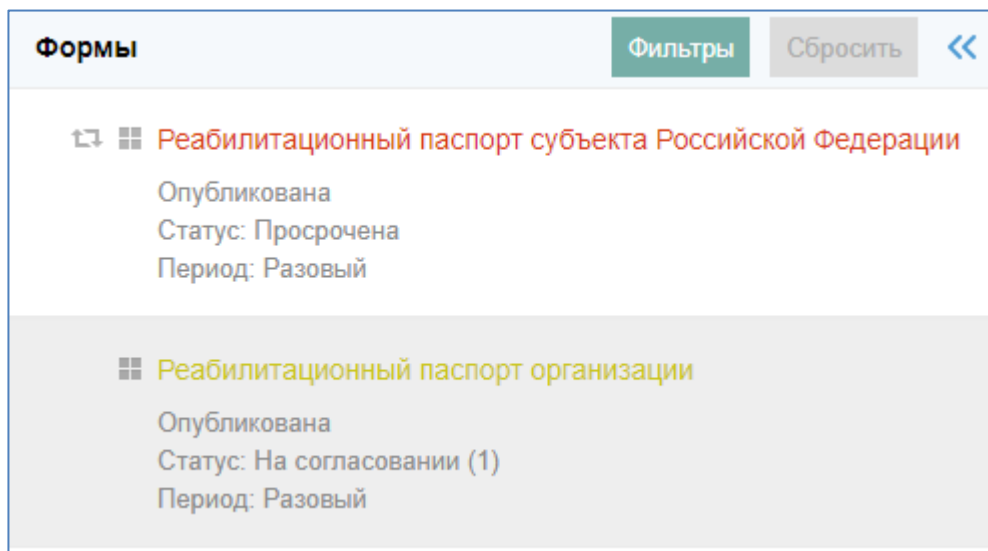 Формы Фильтры Сбросить
Реабилитационный паспорт субъекта Российской Федерации
Опубликована
Статус: Просрочена
Период: Разовый
Реабилитационный паспорт организации
Опубликована
Статус: На согласовании (1)
Период: Разовый